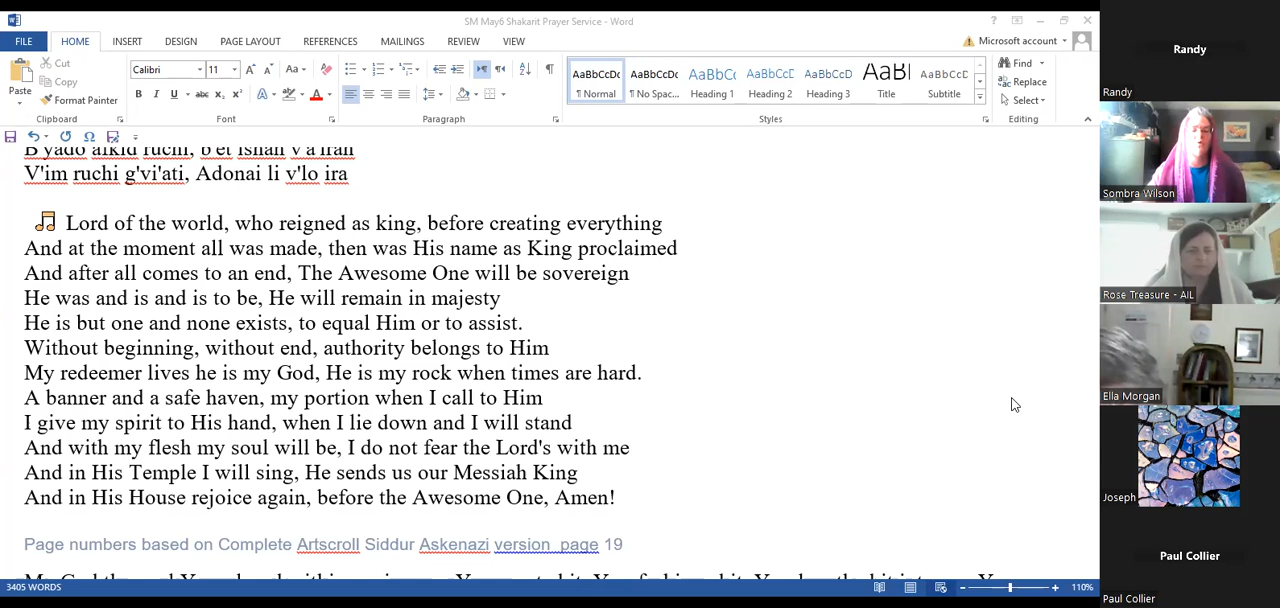 SM May6 Shakarit Prayer Service - Word
FILE HOME INSERT DESIGN PAGE LAYOUT REFERENCES MAILINGS REVIEW VIEW Microsoft account
Paste
Cut
Copy
Format Painter
Clipboard
Calibri 11
Font
Paragraph
AaBbCcDc AaBbCcDc AaBbCc AaBbCcD AaBbCcD AaBl AaBbCcD
¶ Normal ¶ No Spac... Heading 1 Heading 2 Heading 3 Title Subtitle
Styles
Find
Replace
Select
Editing
B'yado afkid ruchi, b'et ishan v'a'irah
V'im ruchi g'vi'ati, Adonai li v'lo ira
Lord of the world, who reigned as king, before creating everything
And at the moment all was made, then was His name as King proclaimed
And after all comes to an end, The Awesome One will be sovereign
He was and is and is to be, He will remain in majesty
He is but one and none exists, to equal Him or to assist.
Without beginning, without end, authority belongs to Him
My redeemer lives he is my God, He is my rock when times are hard.
A banner and a safe haven, my portion when I call to Him
I give my spirit to His hand, when I lie down and I will stand
And with my flesh my soul will be, I do not fear the Lord's with me
And in His Temple I will sing, He sends us our Messiah King
And in His House rejoice again, before the Awesome One, Amen!
Page numbers based on Complete Artscroll Siddur Askenazi version page 19
3405 WORDS
110%
Randy
Randy
Sombra Wilson
Rose Treasure - AIL
Ella Morgan
Joseph
Paul Collier
Paul Collier